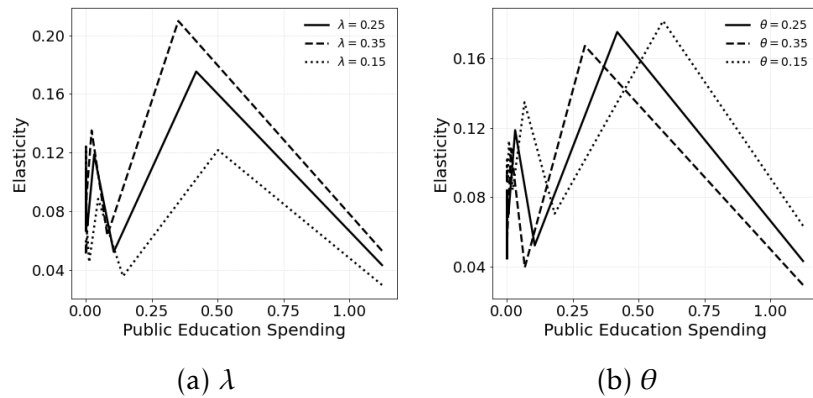 0.20
0.16
0.12
0.08
0.04
Elasticity
λ = 0.25
λ = 0.35
λ = 0.15
0.00 0.25 0.50 0.75 1.00
Public Education Spending
(a) λ
0.16
0.12
0.08
0.04
Elasticity
θ = 0.25
θ = 0.35
θ = 0.15
0.00 0.25 0.50 0.75 1.00
Public Education Spending
(b) θ